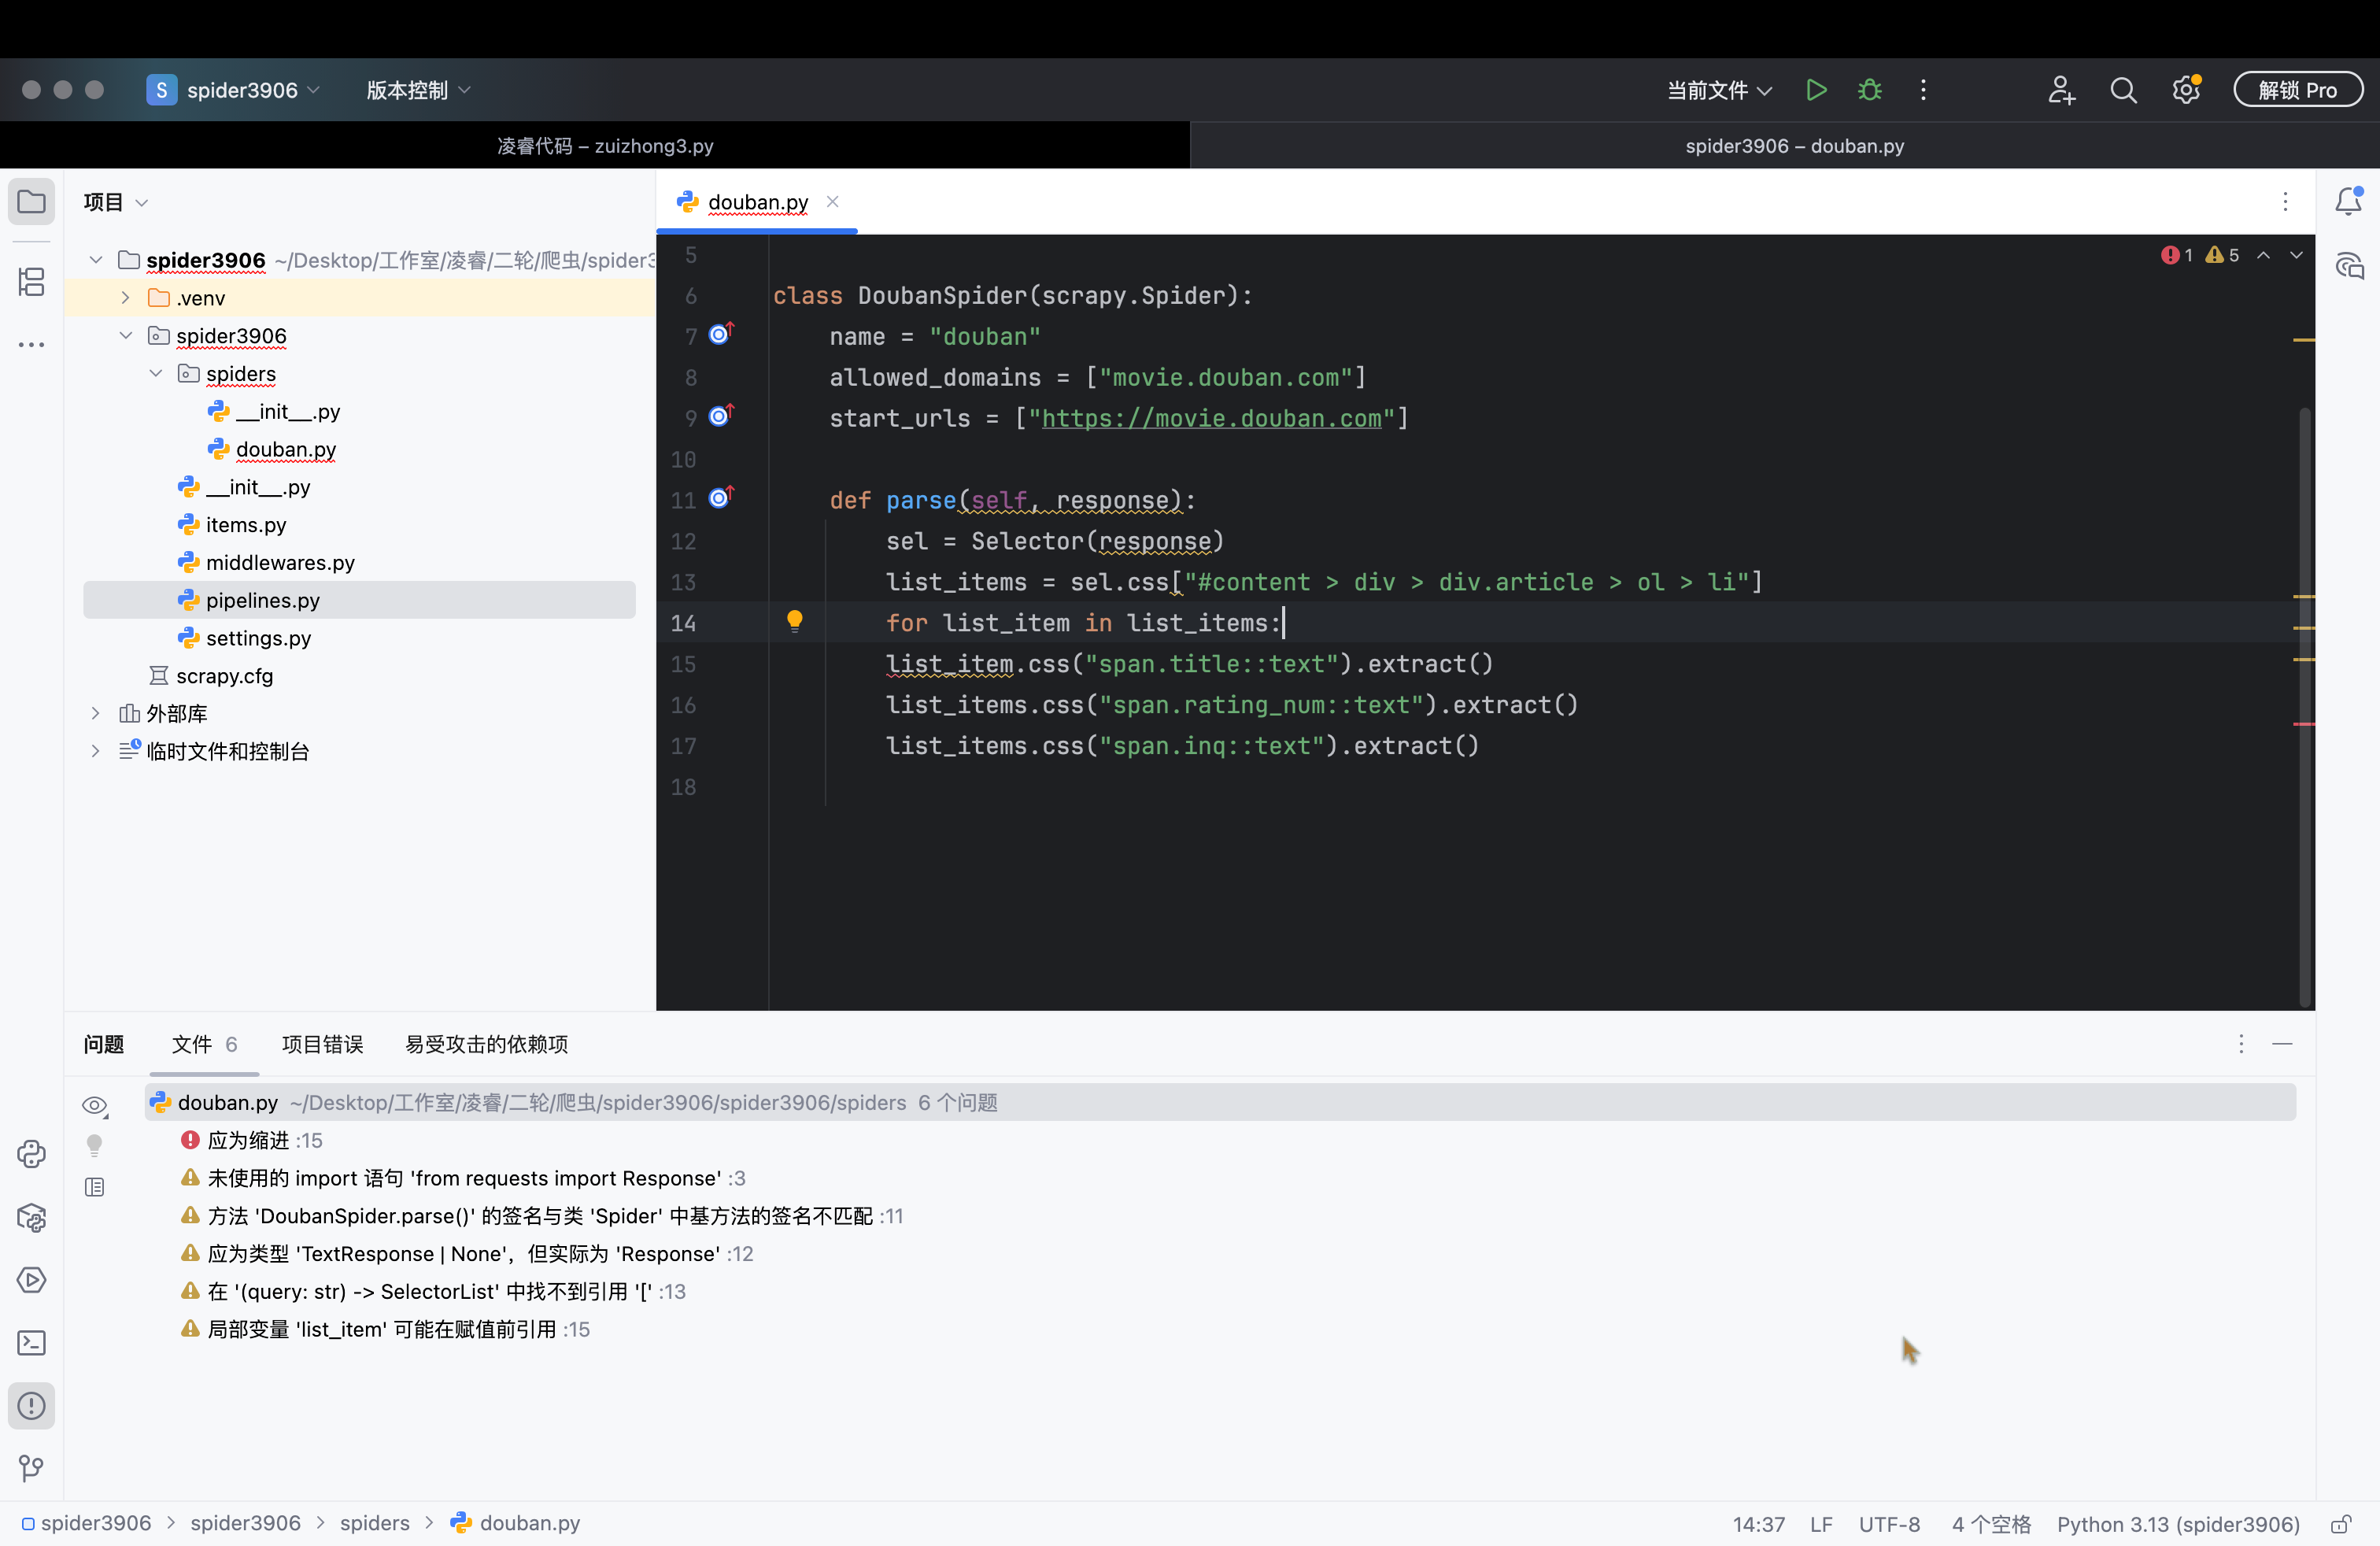 S spider3906 版本控制 当前文件 解锁 Pro
凌睿代码 – zuizhong3.py spider3906 – douban.py
项目
spider3906 ~/Desktop/工作室/凌睿/二轮/爬虫/spider3
.venv
spider3906
spiders
__init__.py
douban.py
__init__.py
items.py
middlewares.py
pipelines.py
settings.py
scrapy.cfg
外部库
临时文件和控制台
douban.py
1 5
5
6 class DoubanSpider(scrapy.Spider):
7 name = "douban"
8 allowed_domains = ["movie.douban.com"]
9 start_urls = ["https://movie.douban.com"]
10
11 def parse(self, response):
12 sel = Selector(response)
13 list_items = sel.css["#content > div > div.article > ol > li"]
14 for list_item in list_items:
15 list_item.css("span.title::text").extract()
16 list_items.css("span.rating_num::text").extract()
17 list_items.css("span.inq::text").extract()
18
问题 文件 6 项目错误 易受攻击的依赖项
douban.py ~/Desktop/工作室/凌睿/二轮/爬虫/spider3906/spider3906/spiders 6 个问题
应为缩进 :15
未使用的 import 语句 'from requests import Response' :3
方法 'DoubanSpider.parse()' 的签名与类 'Spider' 中基方法的签名不匹配 :11
应为类型 'TextResponse | None'，但实际为 'Response' :12
在 '(query: str) -> SelectorList' 中找不到引用 '[' :13
局部变量 'list_item' 可能在赋值前引用 :15
spider3906 > spider3906 > spiders > douban.py
14:37 LF UTF-8 4 个空格 Python 3.13 (spider3906)